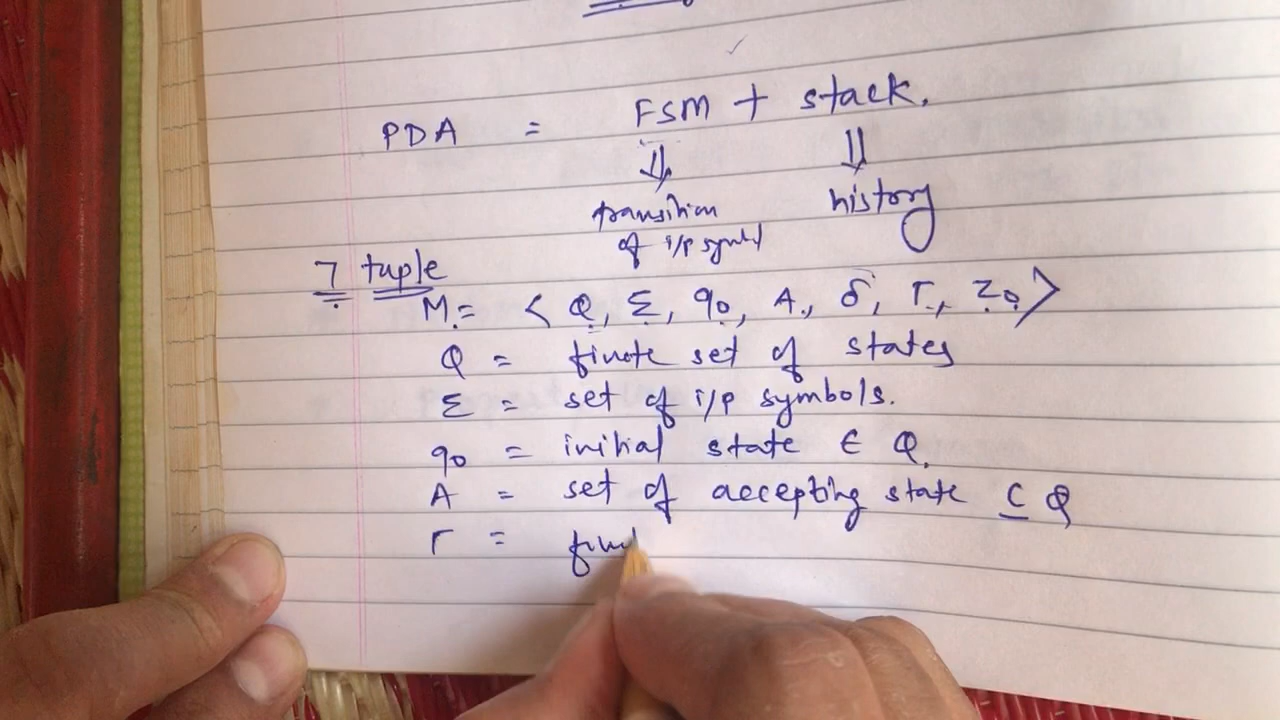 PDA = FSM + stack.
⇓ ⇓
transition history
of i/p symbol
7 tuple
M = < Q, Σ, q0, A, δ, Γ, Z0 >
Q = finite set of states
Σ = set of i/p symbols.
q0 = initial state ∈ Q.
A = set of accepting state ⊆ Q
Γ = fini